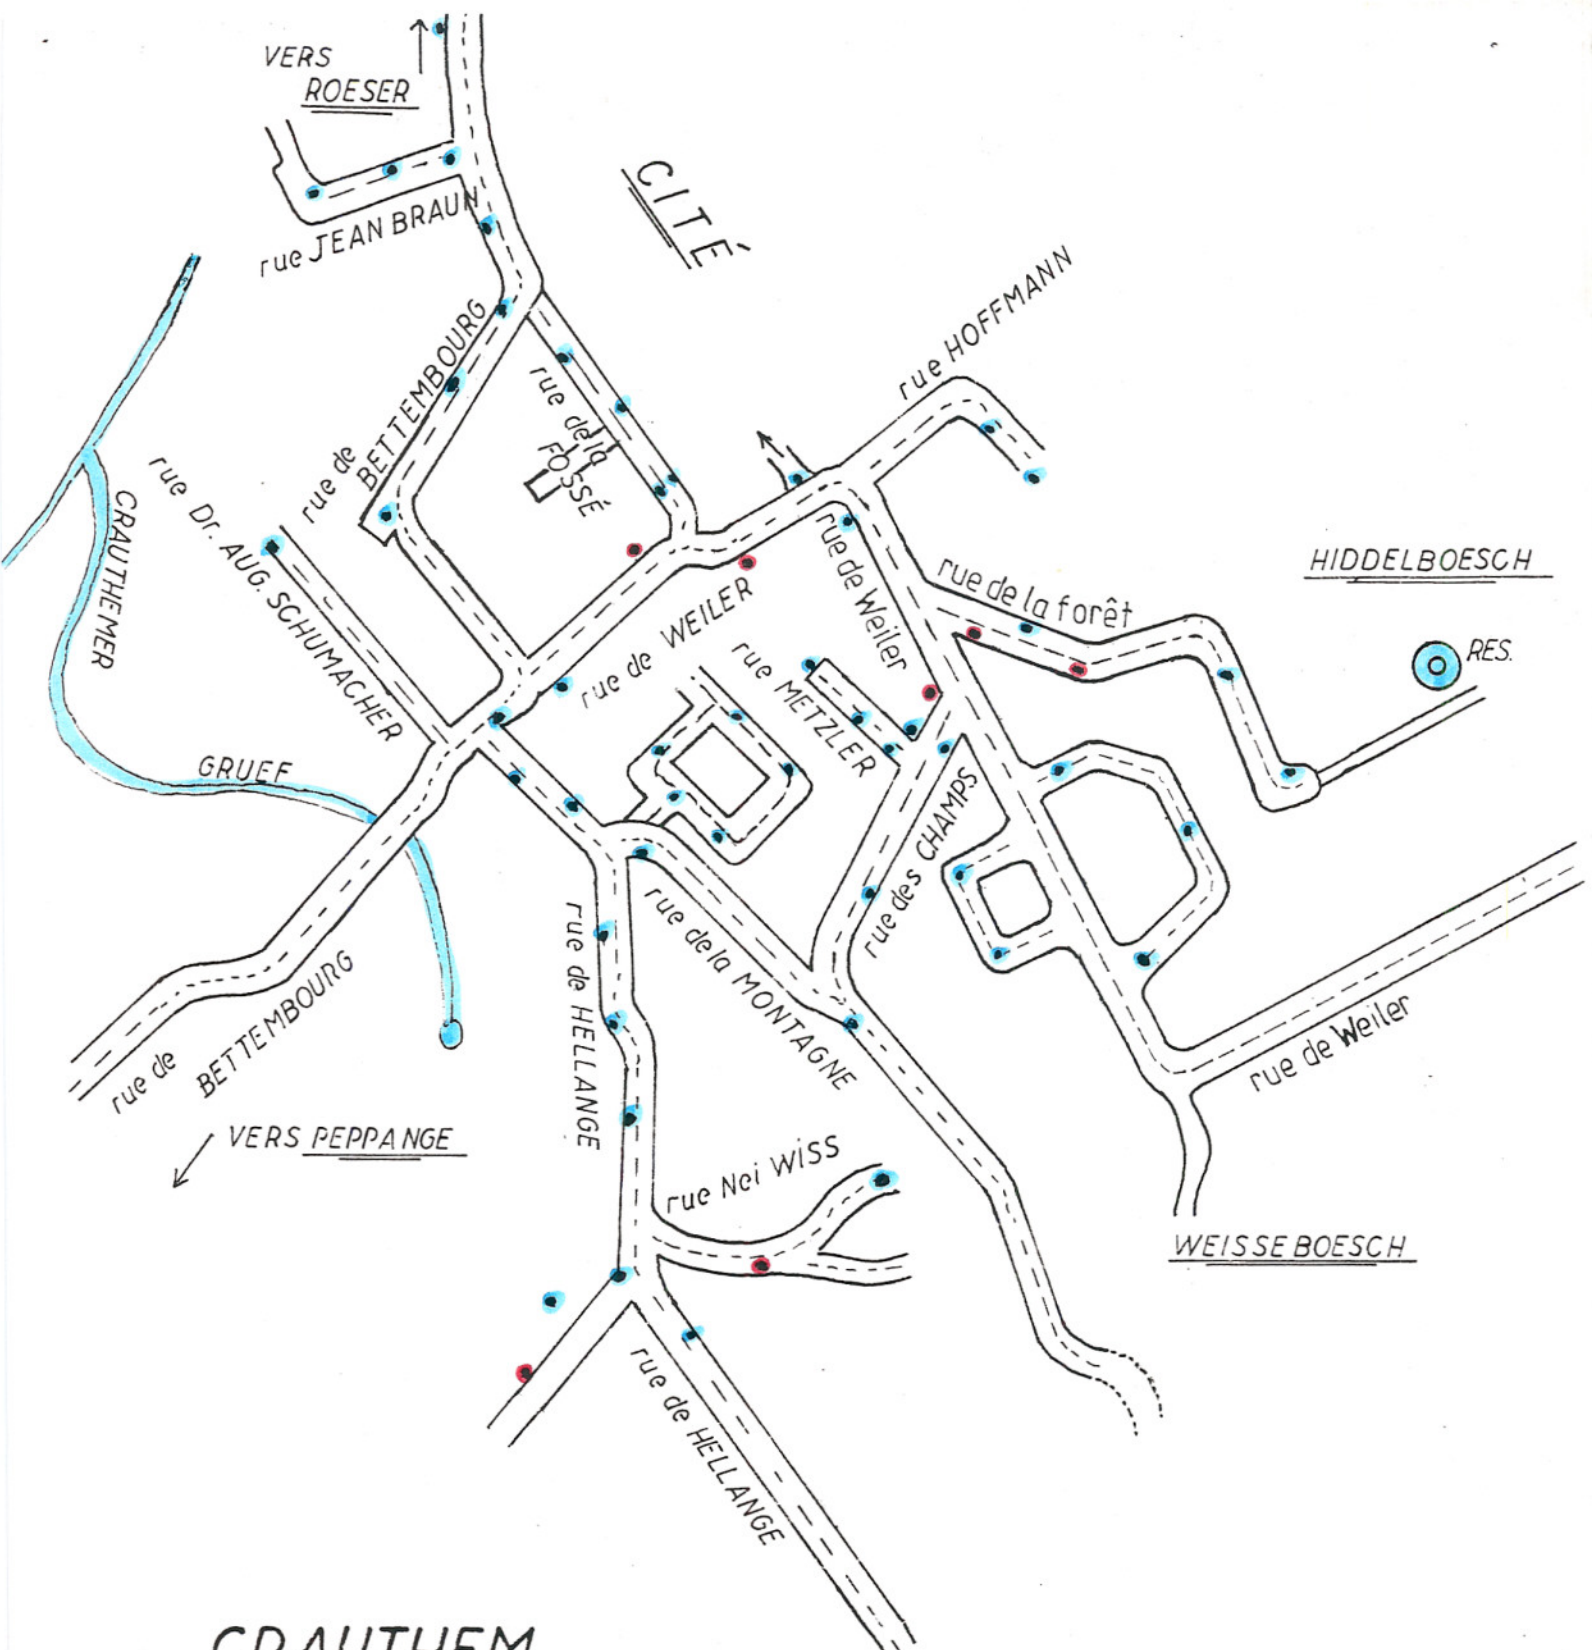 VERS
ROESER
CITÉ
rue JEAN BRAUN
rue HOFFMANN
rue de
BETTEMBOURG
rue de la
FOSSÉ
rue Dr. AUG. SCHUMACHER
CRAUTHEMER
GRUEF
rue de Weiler
rue de la forêt
HIDDELBOESCH
RES.
rue de WEILER
rue METZLER
rue des CHAMPS
rue de la MONTAGNE
rue de HELLANGE
rue de
BETTEMBOURG
rue de Weiler
VERS PEPPANGE
rue Nei WISS
WEISSEBOESCH
rue de HELLANGE
CRAUTHEM